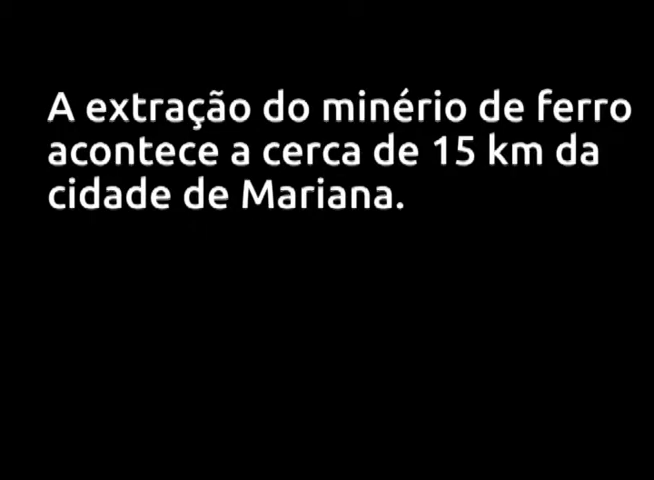 A extração do minério de ferro
acontece a cerca de 15 km da
cidade de Mariana.